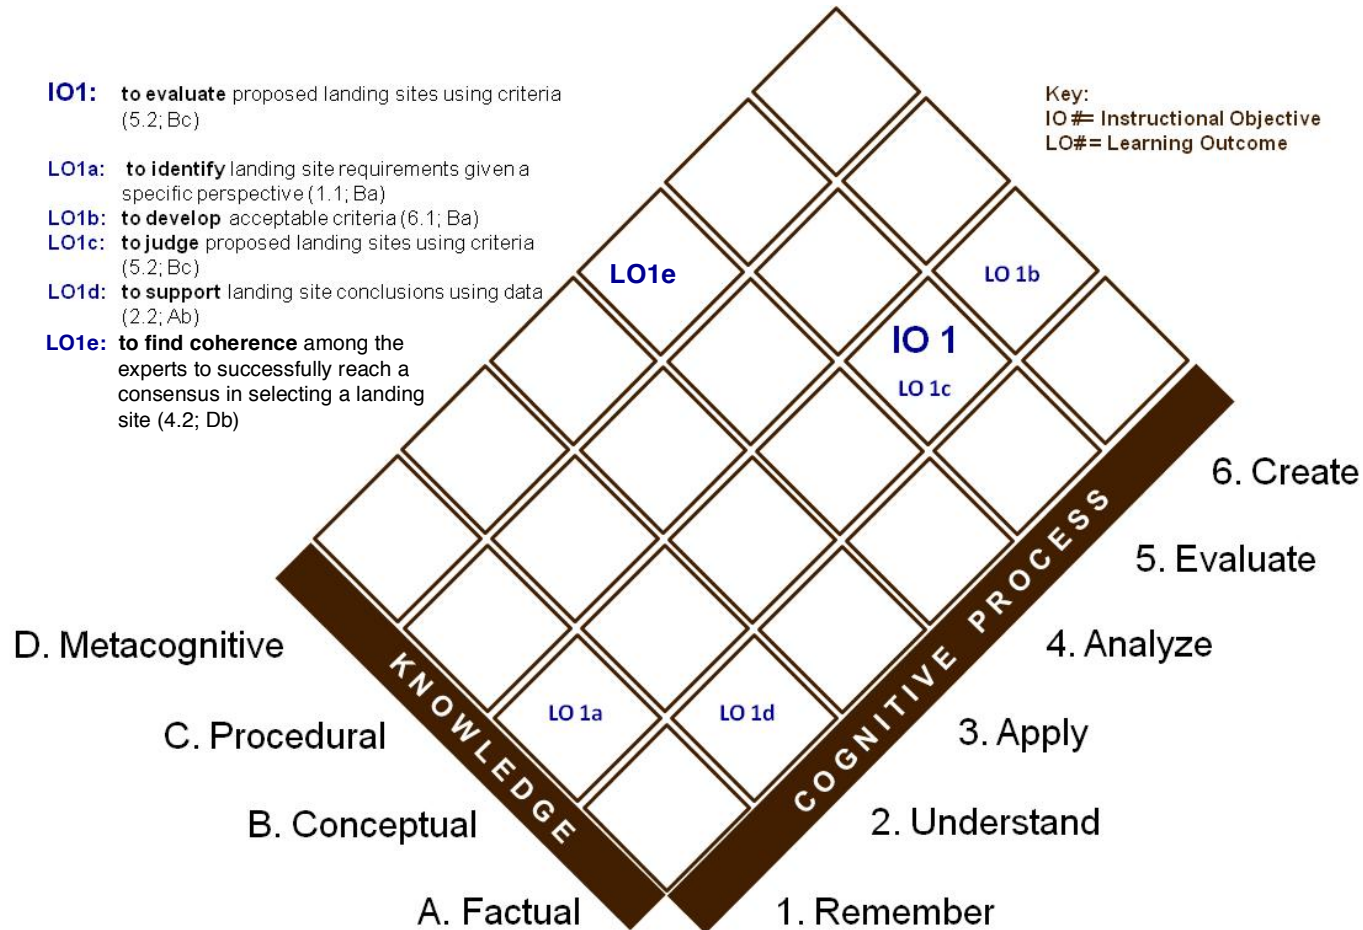 IO1: to evaluate proposed landing sites using criteria
(5.2; Bc)
LO1a: to identify landing site requirements given a
specific perspective (1.1; Ba)
LO1b: to develop acceptable criteria (6.1; Ba)
LO1c: to judge proposed landing sites using criteria
(5.2; Bc)
LO1d: to support landing site conclusions using data
(2.2; Ab)
LO1e: to find coherence among the
experts to successfully reach a
consensus in selecting a landing
site (4.2; Db)
Key:
IO #= Instructional Objective
LO#= Learning Outcome
LO1e
LO 1b
IO 1
LO 1c
LO 1a
LO 1d
KNOWLEDGE
COGNITIVE PROCESS
D. Metacognitive
C. Procedural
B. Conceptual
A. Factual
6. Create
5. Evaluate
4. Analyze
3. Apply
2. Understand
1. Remember